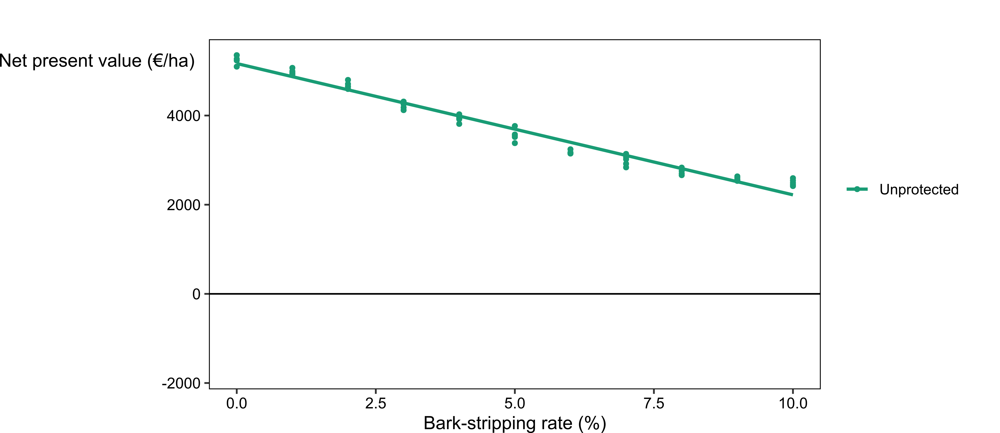 Net present value (€/ha)
4000
2000
0
-2000
0.0 2.5 5.0 7.5 10.0
Bark-stripping rate (%)
Unprotected